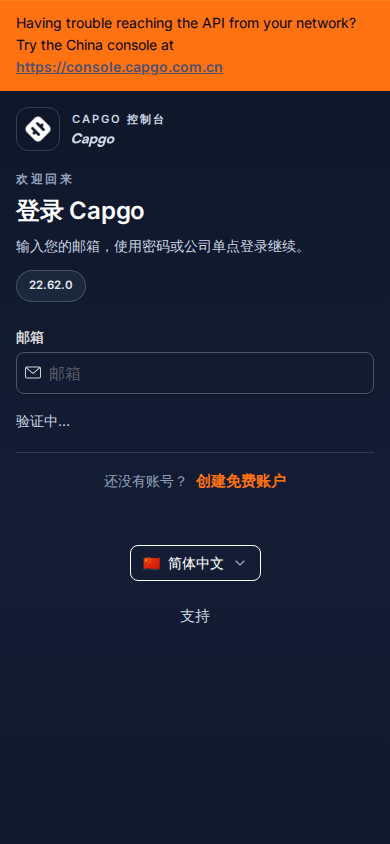 Having trouble reaching the API from your network?
Try the China console at
https://console.capgo.com.cn
CAPGO 控制台
Capgo
欢迎回来
登录 Capgo
输入您的邮箱，使用密码或公司单点登录继续。
22.62.0
邮箱
邮箱
验证中...
还没有账号？ 创建免费账户
简体中文
支持